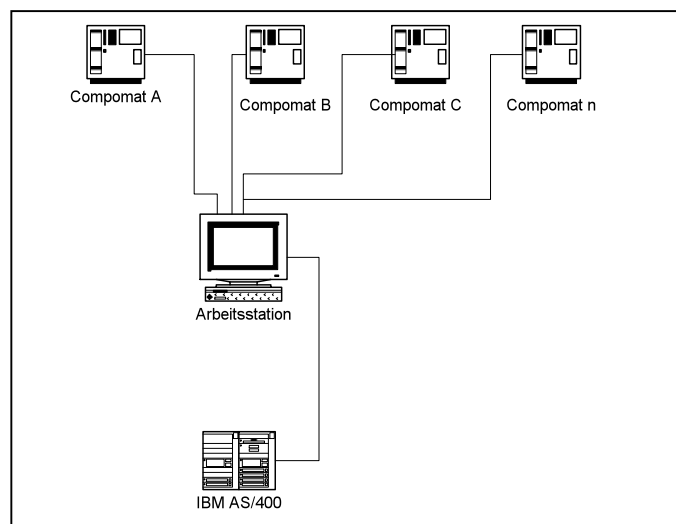 Compomat A
Compomat B
Compomat C
Compomat n
Arbeitsstation
IBM AS/400